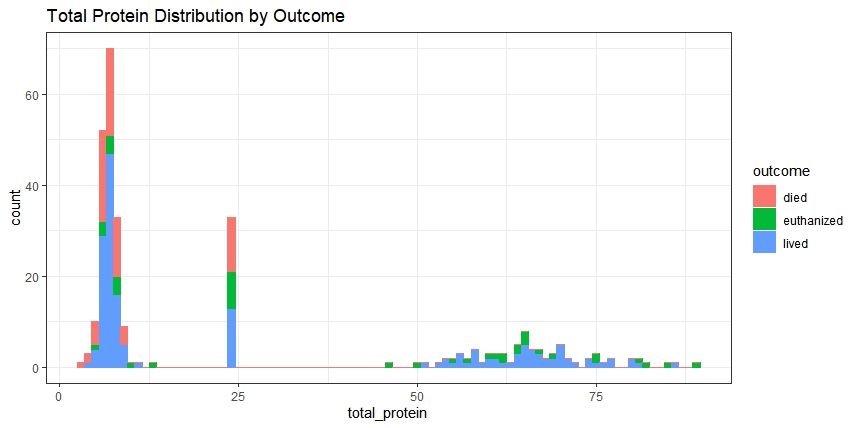 Total Protein Distribution by Outcome
60
40
20
0
count
0 25 50 75
total_protein
outcome
died
euthanized
lived